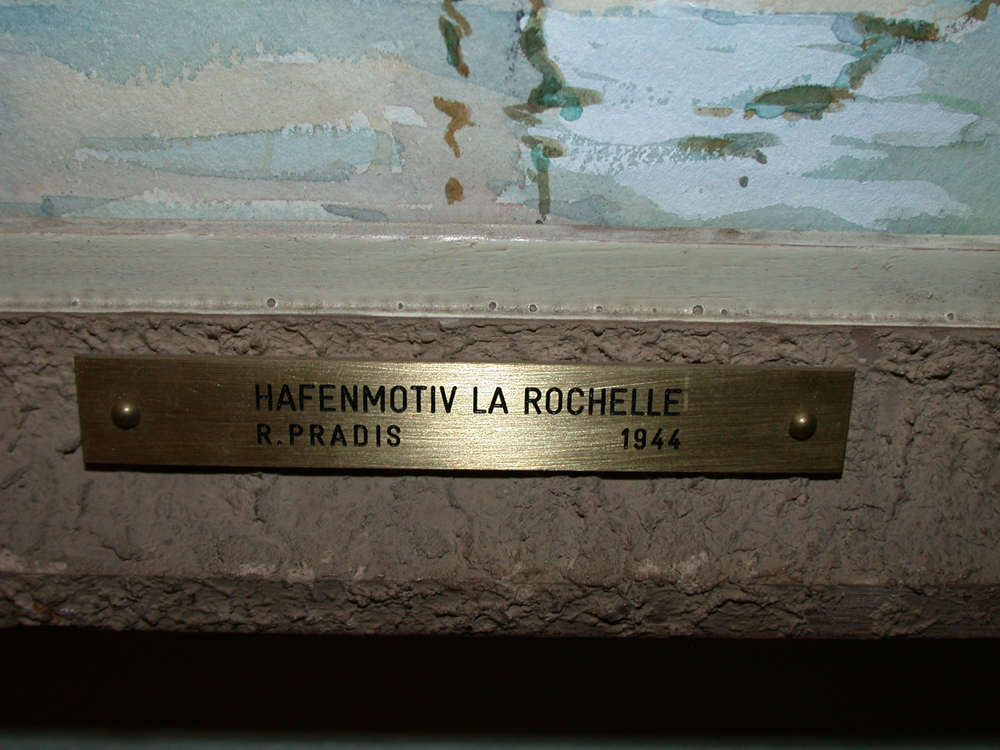 HAFENMOTIV LA ROCHELLE
R.PRADIS 1944